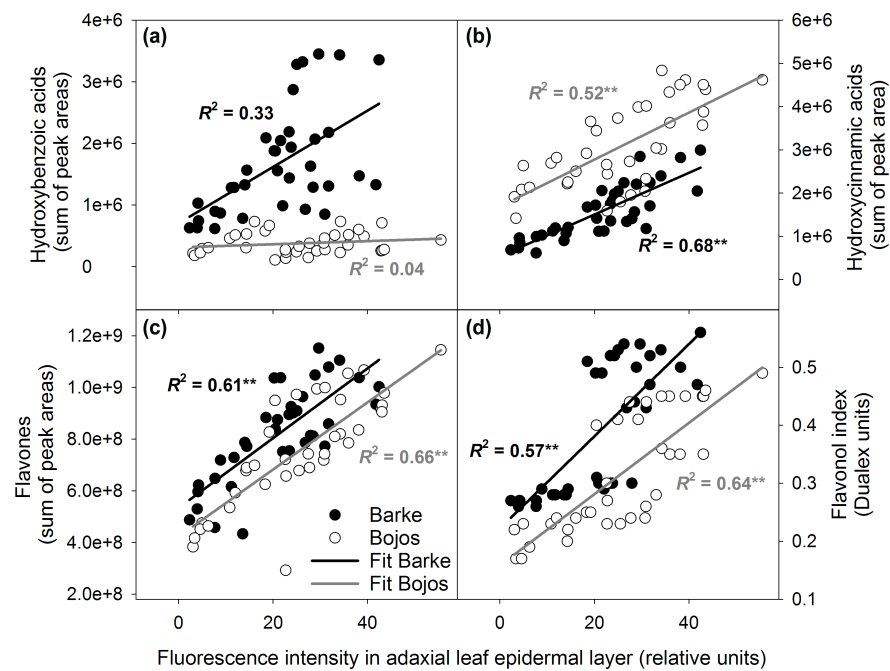 (a)
4e+6
3e+6
2e+6
1e+6
0
Hydroxybenzoic acids
(sum of peak areas)
R² = 0.33
R² = 0.04
(b)
6e+6
5e+6
4e+6
3e+6
2e+6
1e+6
0
Hydroxycinnamic acids
(sum of peak area)
R² = 0.52**
R² = 0.68**
(c)
1.2e+9
1.0e+9
8.0e+8
6.0e+8
4.0e+8
2.0e+8
Flavones
(sum of peak areas)
R² = 0.61**
R² = 0.66**
Barke
Bojos
Fit Barke
Fit Bojos
(d)
0.5
0.4
0.3
0.2
0.1
Flavonol index
(Dualex units)
R² = 0.57**
R² = 0.64**
0 20 40 0 20 40
Fluorescence intensity in adaxial leaf epidermal layer (relative units)